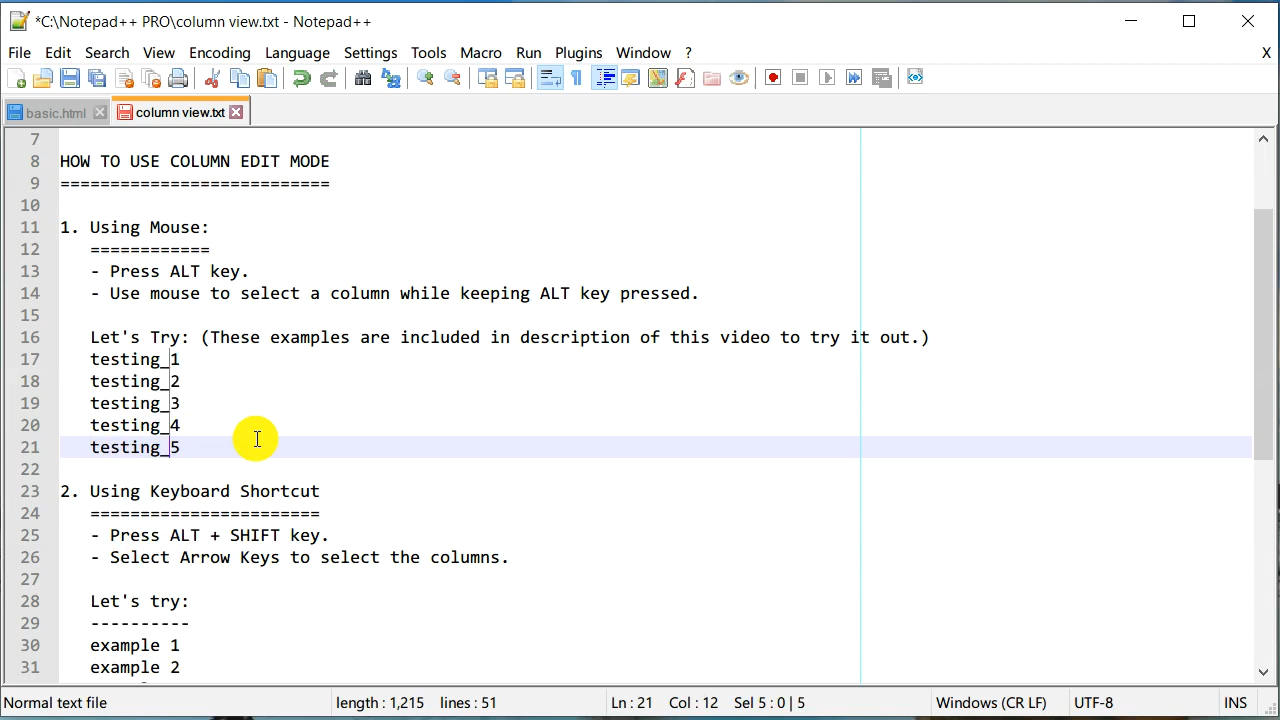 *C:\Notepad++ PRO\column view.txt - Notepad++
File Edit Search View Encoding Language Settings Tools Macro Run Plugins Window ? X
basic.html column view.txt
7
8 HOW TO USE COLUMN EDIT MODE
9 ===========================
10
11 1. Using Mouse:
12 ============
13 - Press ALT key.
14 - Use mouse to select a column while keeping ALT key pressed.
15
16 Let's Try: (These examples are included in description of this video to try it out.)
17 testing_1
18 testing_2
19 testing_3
20 testing_4
21 testing_5
22
23 2. Using Keyboard Shortcut
24 =======================
25 - Press ALT + SHIFT key.
26 - Select Arrow Keys to select the columns.
27
28 Let's try:
29 ----------
30 example 1
31 example 2
Normal text file length : 1,215 lines : 51 Ln : 21 Col : 12 Sel 5 : 0 | 5 Windows (CR LF) UTF-8 INS